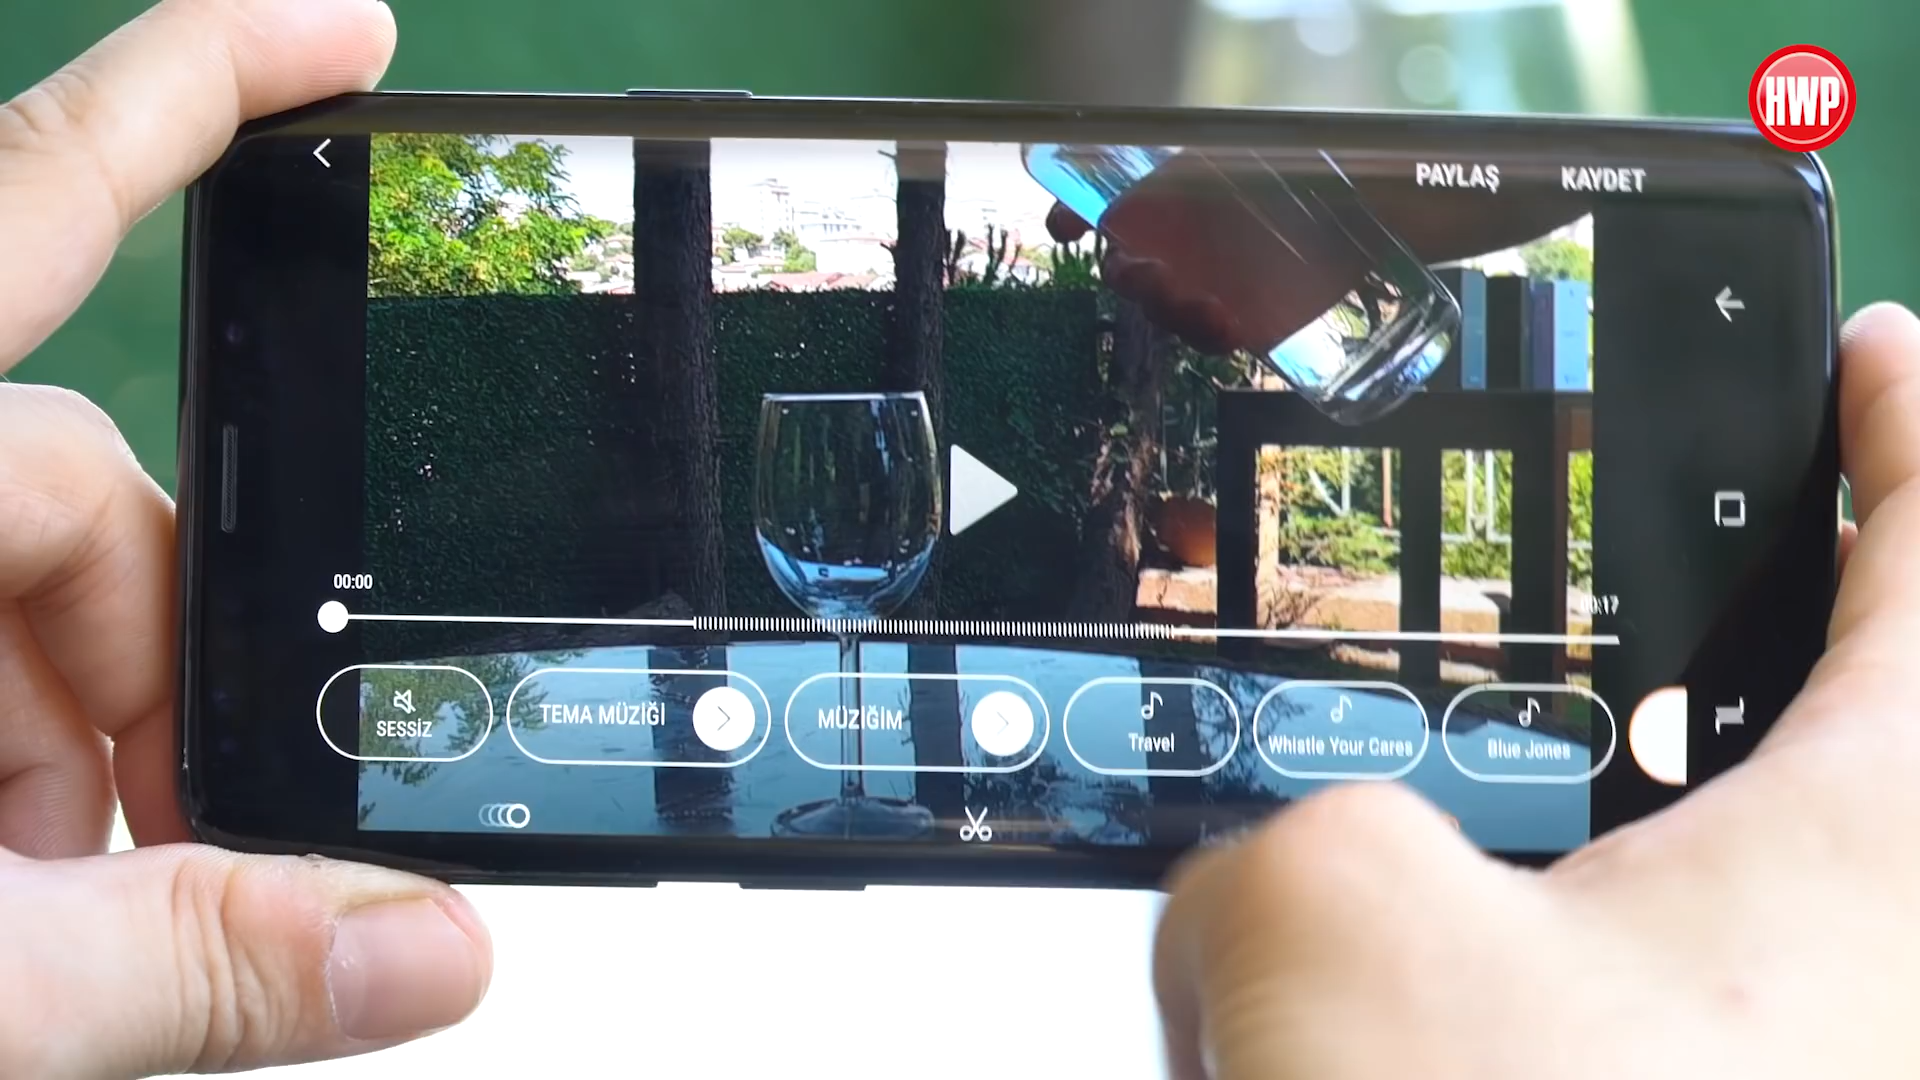 HWP
PAYLAŞ KAYDET
00:00
00:17
SESSİZ
TEMA MÜZİĞİ
MÜZİĞİM
Travel
Whistle Your Cares
Blue Jones